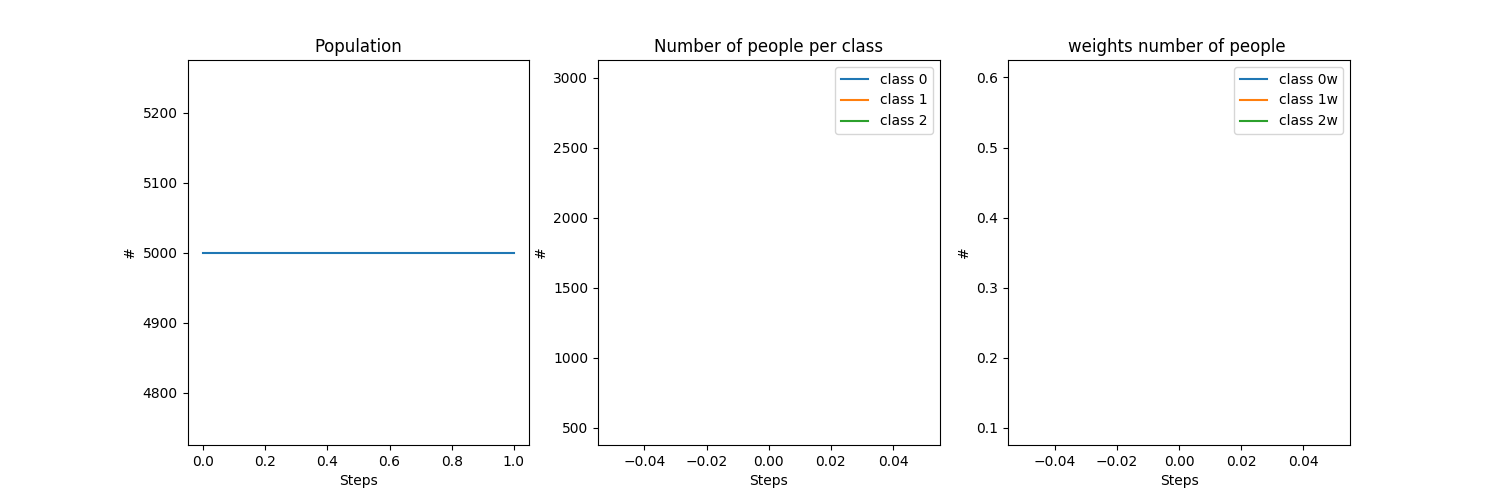 Population
5200
5100
5000
4900
4800
#
0.0 0.2 0.4 0.6 0.8 1.0
Steps
Number of people per class
3000
2500
2000
1500
1000
500
#
class 0
class 1
class 2
−0.04 −0.02 0.00 0.02 0.04
Steps
weights number of people
0.6
0.5
0.4
0.3
0.2
0.1
#
class 0w
class 1w
class 2w
−0.04 −0.02 0.00 0.02 0.04
Steps